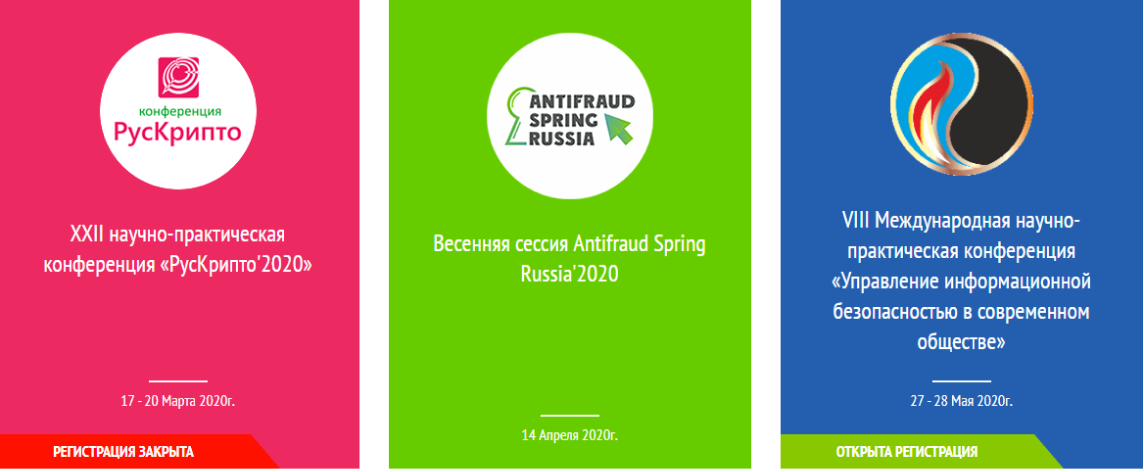 конференция
РусКрипто
XXII научно-практическая
конференция «РусКрипто'2020»
17 - 20 Марта 2020г.
РЕГИСТРАЦИЯ ЗАКРЫТА
ANTIFRAUD
SPRING
RUSSIA
Весенняя сессия Antifraud Spring
Russia'2020
14 Апреля 2020г.
VIII Международная научно-
практическая конференция
«Управление информационной
безопасностью в современном
обществе»
27 - 28 Мая 2020г.
ОТКРЫТА РЕГИСТРАЦИЯ